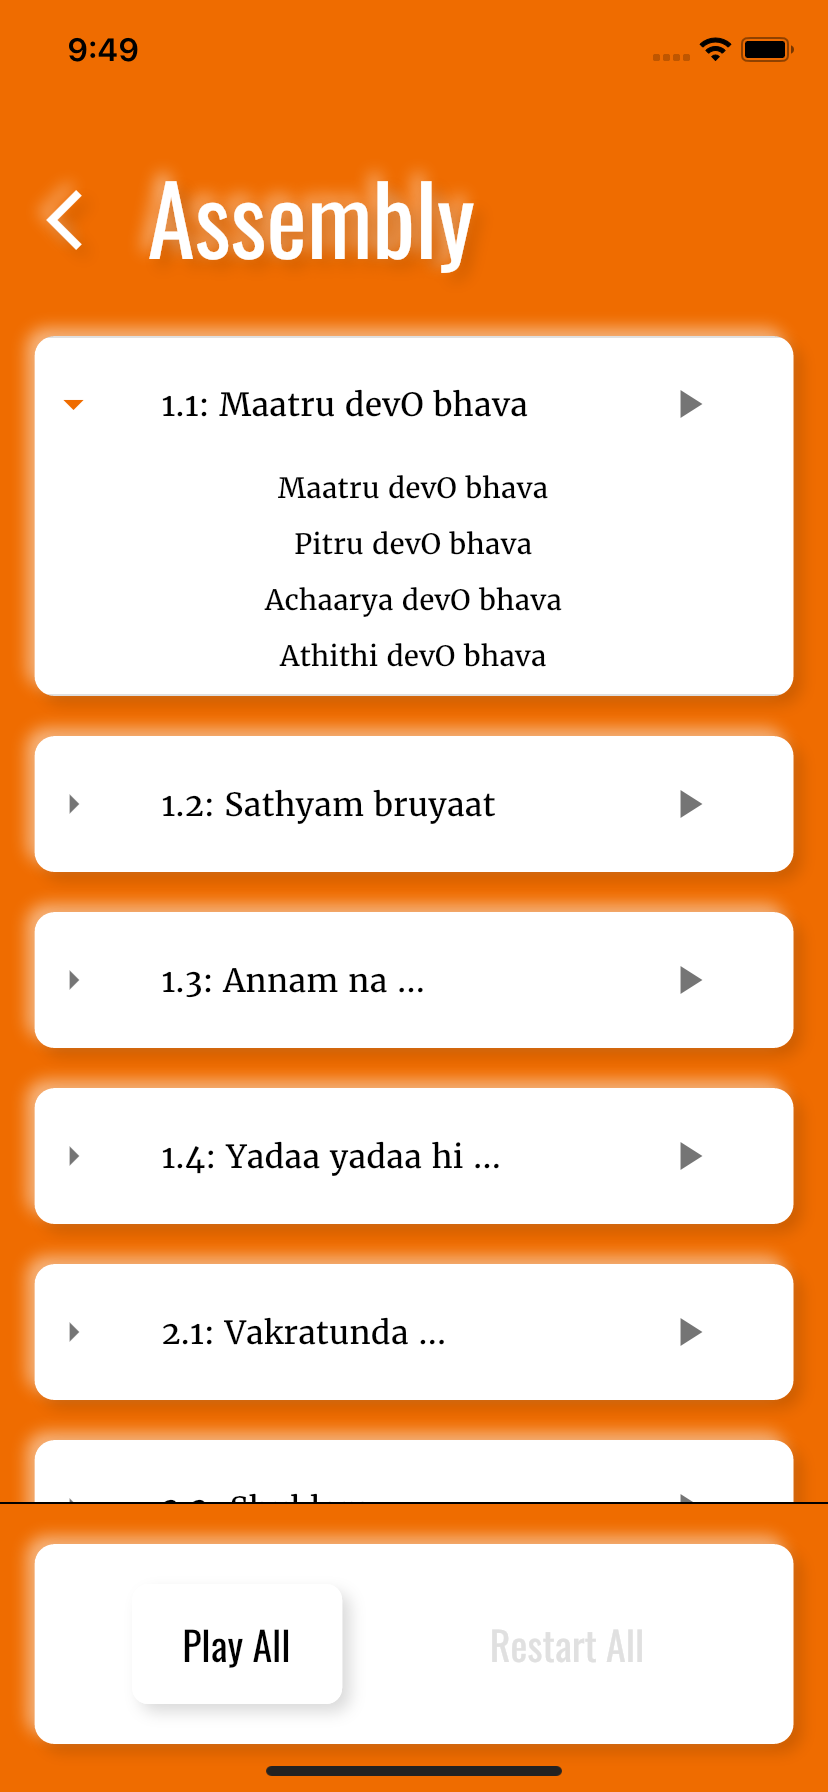 9:49
Assembly
1.1: Maatru devO bhava
Maatru devO bhava
Pitru devO bhava
Achaarya devO bhava
Athithi devO bhava
1.2: Sathyam bruyaat
1.3: Annam na ...
1.4: Yadaa yadaa hi ...
2.1: Vakratunda ...
Play All
Restart All